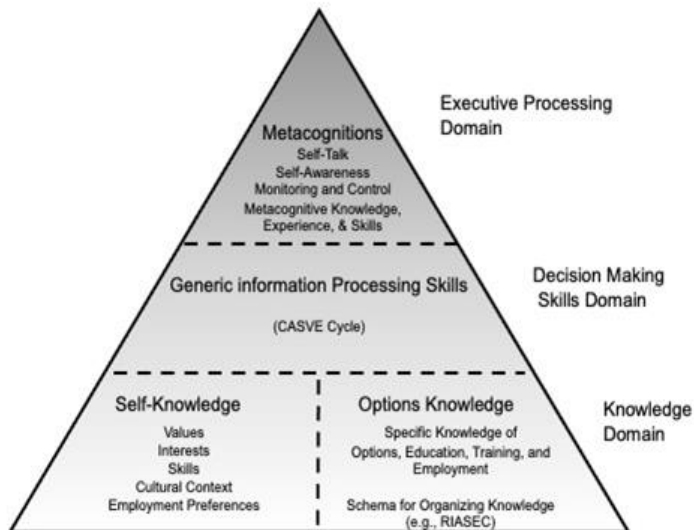 Executive Processing
Domain
Metacognitions
Self-Talk
Self-Awareness
Monitoring and Control
Metacognitive Knowledge,
Experience, & Skills
Decision Making
Skills Domain
Generic information Processing Skills
(CASVE Cycle)
Knowledge
Domain
Self-Knowledge
Values
Interests
Skills
Cultural Context
Employment Preferences
Options Knowledge
Specific Knowledge of
Options, Education, Training, and
Employment
Schema for Organizing Knowledge
(e.g., RIASEC)